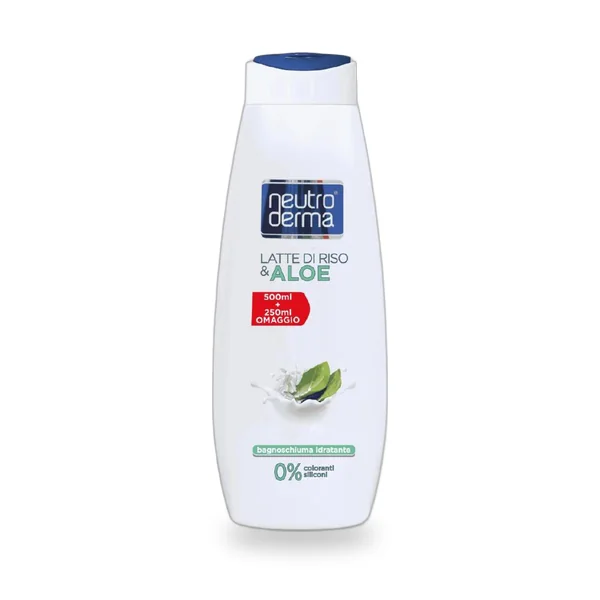 neutro®
derma
LATTE DI RISO
& ALOE
500ml
+
250ml
OMAGGIO
bagnoschiuma idratante
0% coloranti
siliconi